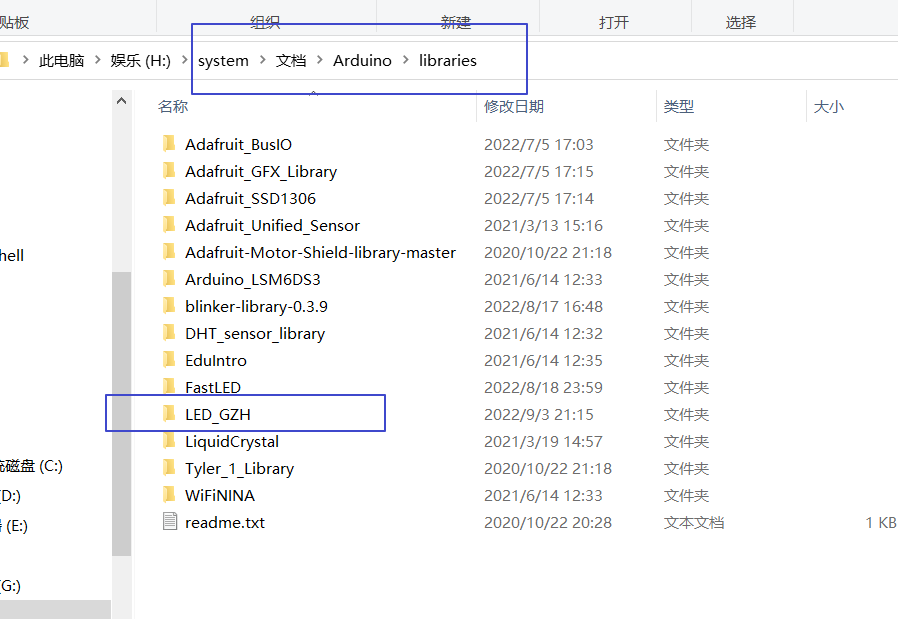 贴板 组织 新建 打开 选择
此电脑 娱乐 (H:) system 文档 Arduino libraries
名称 修改日期 类型 大小
Adafruit_BusIO 2022/7/5 17:03 文件夹
Adafruit_GFX_Library 2022/7/5 17:15 文件夹
Adafruit_SSD1306 2022/7/5 17:14 文件夹
Adafruit_Unified_Sensor 2021/3/13 15:16 文件夹
Adafruit-Motor-Shield-library-master 2020/10/22 21:18 文件夹
hell
Arduino_LSM6DS3 2021/6/14 12:33 文件夹
blinker-library-0.3.9 2022/8/17 16:48 文件夹
DHT_sensor_library 2021/6/14 12:32 文件夹
EduIntro 2021/6/14 12:35 文件夹
FastLED 2022/8/18 23:59 文件夹
LED_GZH 2022/9/3 21:15 文件夹
LiquidCrystal 2021/3/19 14:57 文件夹
磁盘 (C:)
Tyler_1_Library 2020/10/22 21:18 文件夹
D:)
WiFiNINA 2021/6/14 12:33 文件夹
(E:)
readme.txt 2020/10/22 20:28 文本文档 1 KB
(G:)